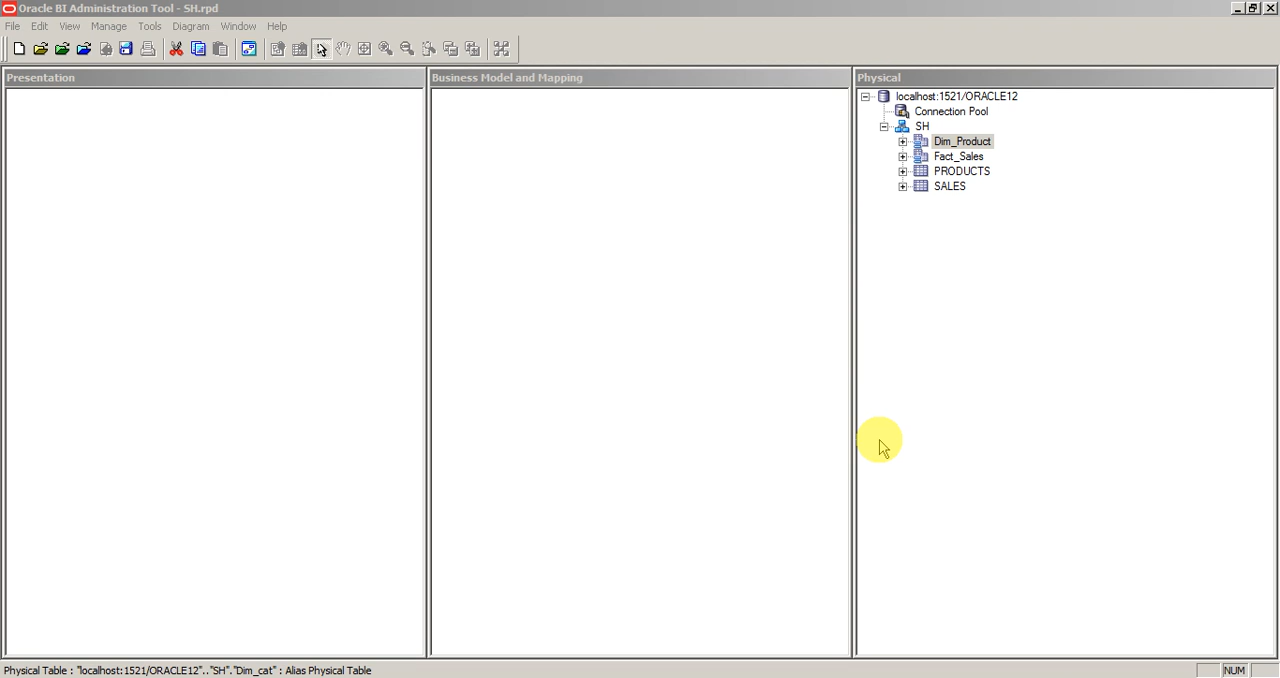 Oracle BI Administration Tool - SH.rpd
File Edit View Manage Tools Diagram Window Help
Presentation
Business Model and Mapping
Physical
localhost:1521/ORACLE12
Connection Pool
SH
Dim_Product
Fact_Sales
PRODUCTS
SALES
Physical Table : "localhost:1521/ORACLE12".."SH"."Dim_cat" : Alias Physical Table
NUM